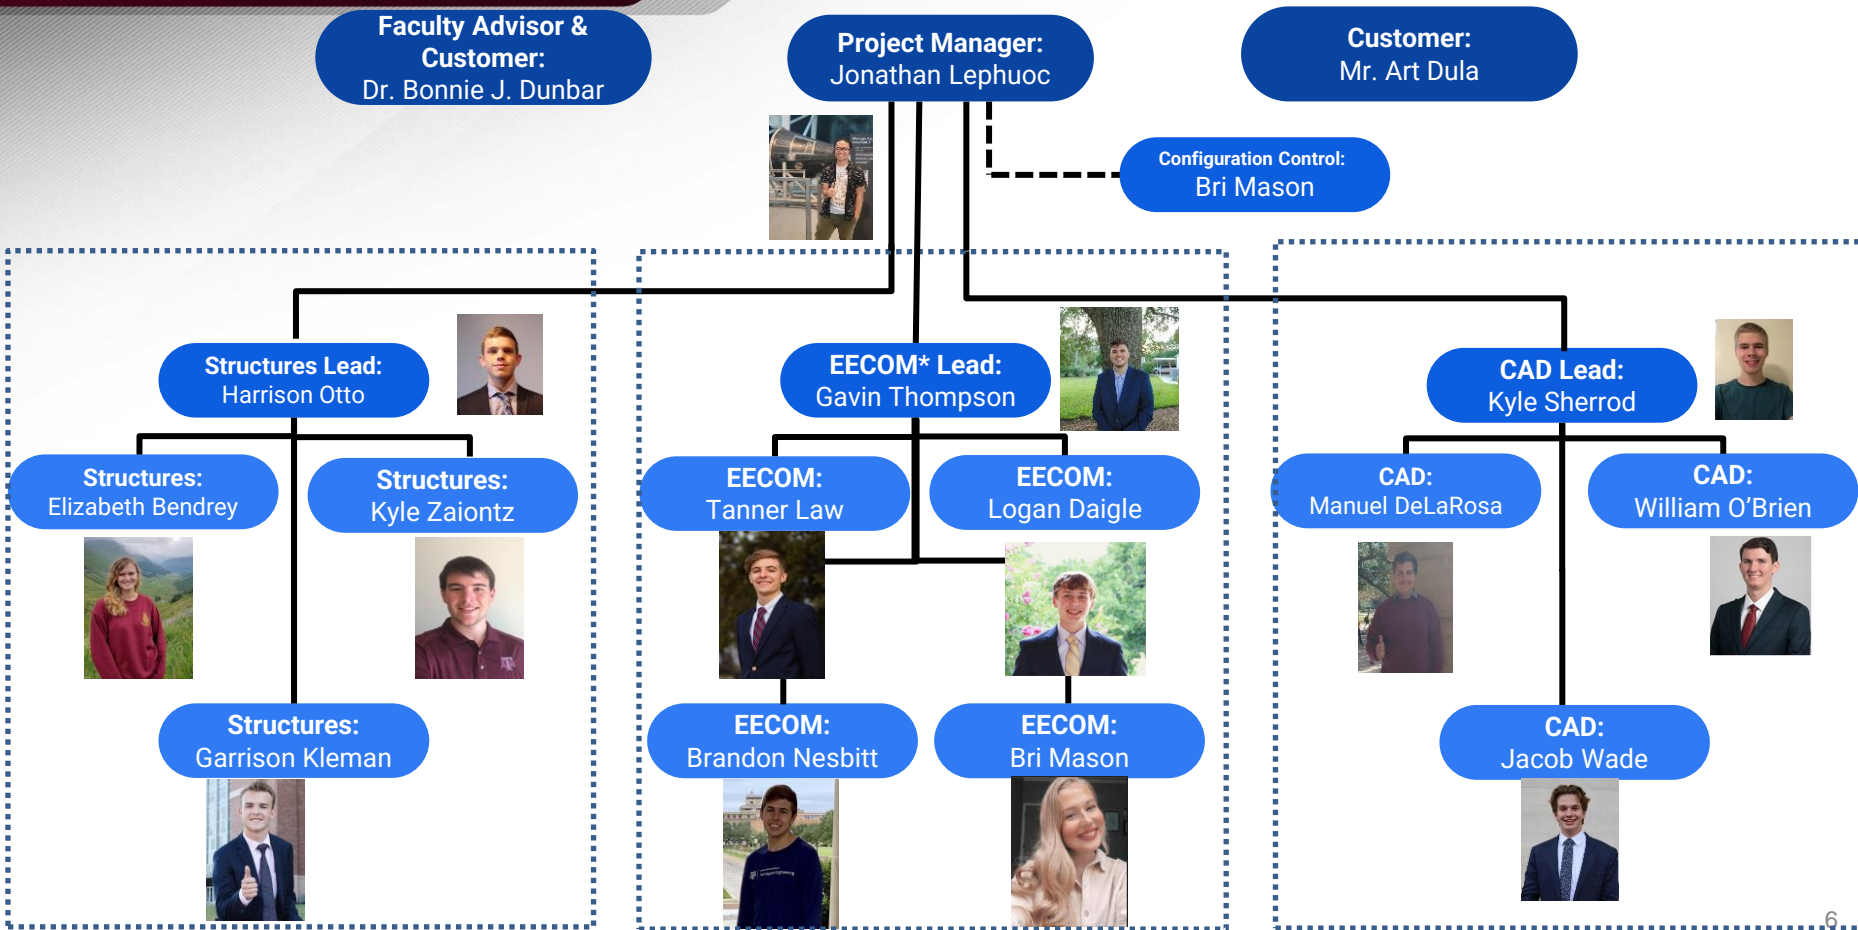 Faculty Advisor &
Customer:
Dr. Bonnie J. Dunbar
Project Manager:
Jonathan Lephuoc
Customer:
Mr. Art Dula
Configuration Control:
Bri Mason
Structures Lead:
Harrison Otto
EECOM* Lead:
Gavin Thompson
CAD Lead:
Kyle Sherrod
Structures:
Elizabeth Bendrey
Structures:
Kyle Zaiontz
EECOM:
Tanner Law
EECOM:
Logan Daigle
CAD:
Manuel DeLaRosa
CAD:
William O’Brien
Structures:
Garrison Kleman
EECOM:
Brandon Nesbitt
EECOM:
Bri Mason
CAD:
Jacob Wade
6